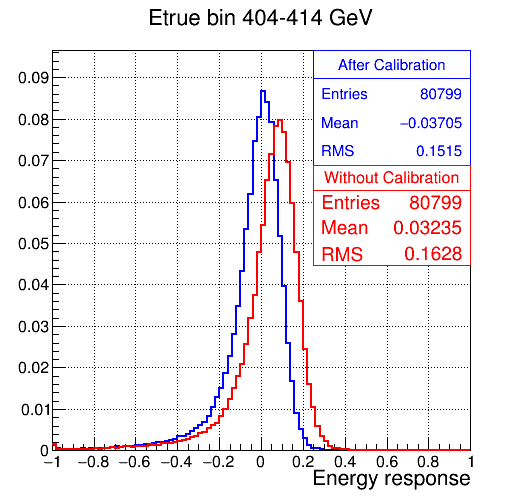 Etrue bin 404-414 GeV
After Calibration
Entries 80799
Mean −0.03705
RMS 0.1515
Without Calibration
Entries 80799
Mean 0.03235
RMS 0.1628
0.09
0.08
0.07
0.06
0.05
0.04
0.03
0.02
0.01
0
−1 −0.8 −0.6 −0.4 −0.2 0 0.2 0.4 0.6 0.8 1
Energy response